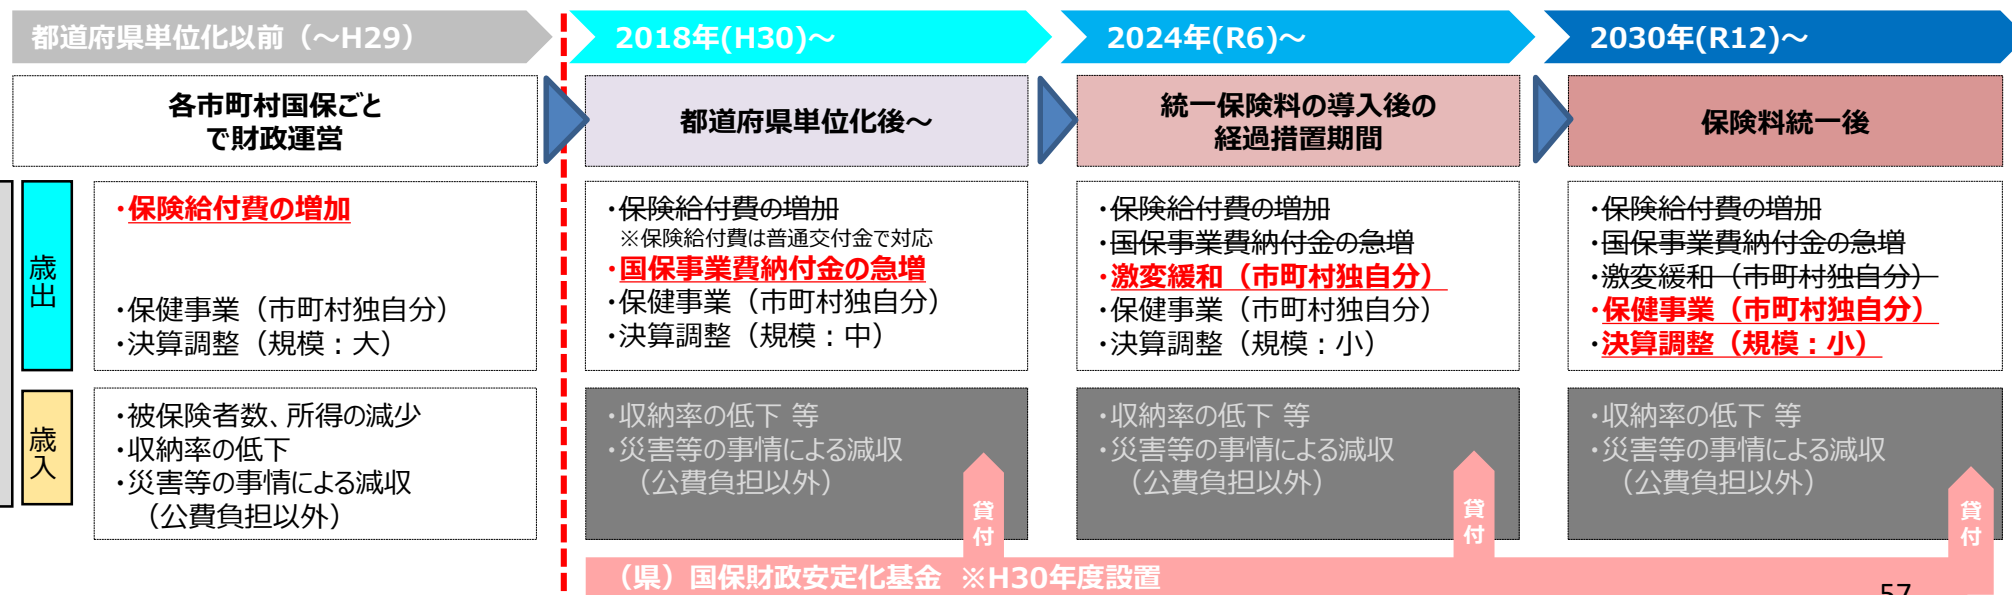 都道府県単位化以前（～H29）
2018年(H30)～
2024年(R6)～
2030年(R12)～
各市町村国保ごと
で財政運営
都道府県単位化後～
統一保険料の導入後の
経過措置期間
保険料統一後
歳出
・保険給付費の増加
・保健事業（市町村独自分）
・決算調整（規模：大）
・保険給付費の増加
※保険給付費は普通交付金で対応
・国保事業費納付金の急増
・保健事業（市町村独自分）
・決算調整（規模：中）
・保険給付費の増加
・国保事業費納付金の急増
・激変緩和（市町村独自分）
・保健事業（市町村独自分）
・決算調整（規模：小）
・保険給付費の増加
・国保事業費納付金の急増
・激変緩和（市町村独自分）
・保健事業（市町村独自分）
・決算調整（規模：小）
歳入
・被保険者数、所得の減少
・収納率の低下
・災害等の事情による減収
（公費負担以外）
・収納率の低下 等
・災害等の事情による減収
（公費負担以外）
貸付
・収納率の低下 等
・災害等の事情による減収
（公費負担以外）
貸付
・収納率の低下 等
・災害等の事情による減収
（公費負担以外）
貸付
（県）国保財政安定化基金 ※H30年度設置
57